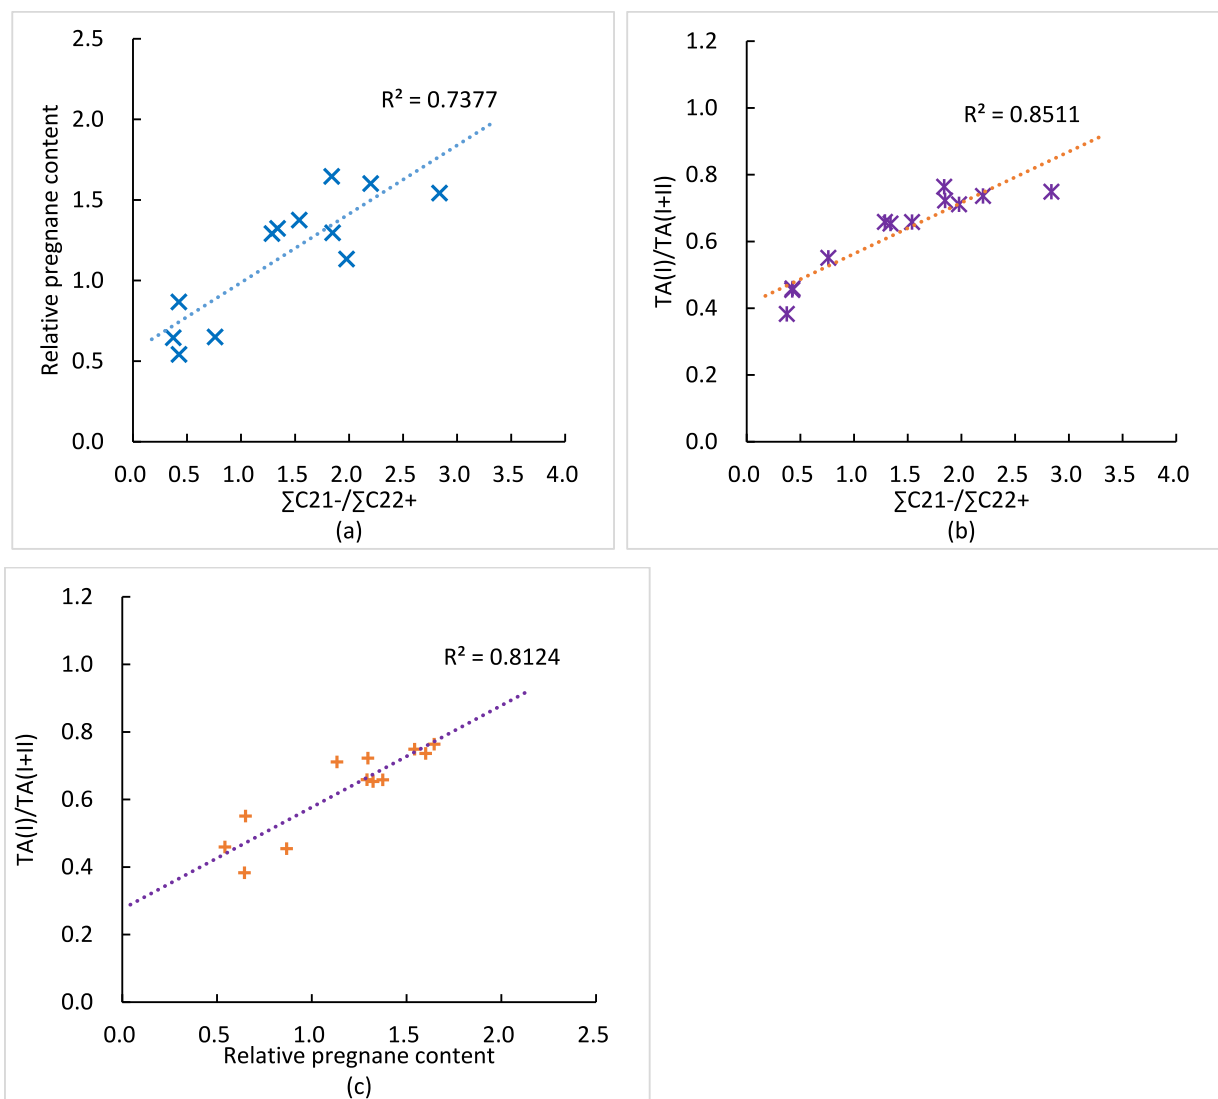 2.5
2.0
1.5
1.0
0.5
0.0
Relative pregnane content
R² = 0.7377
0.0 0.5 1.0 1.5 2.0 2.5 3.0 3.5 4.0
∑C21-/∑C22+
(a)
1.2
1.0
0.8
0.6
0.4
0.2
0.0
TA(I)/TA(I+II)
R² = 0.8511
0.0 0.5 1.0 1.5 2.0 2.5 3.0 3.5 4.0
∑C21-/∑C22+
(b)
1.2
1.0
0.8
0.6
0.4
0.2
0.0
TA(I)/TA(I+II)
R² = 0.8124
0.0 0.5 1.0 1.5 2.0 2.5
Relative pregnane content
(c)